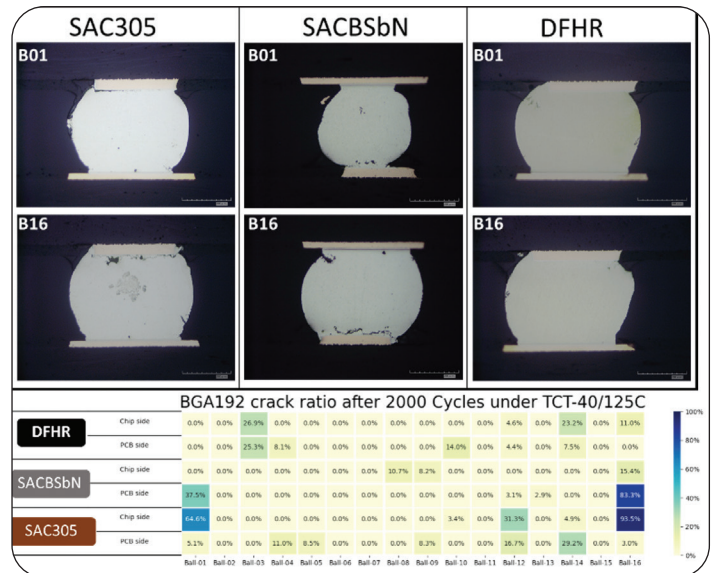 SAC305 SACBSbN DFHR
B01 B01 B01
B16 B16 B16
BGA192 crack ratio after 2000 Cycles under TCT-40/125C
DFHR Chip side 0.0% 0.0% 26.9% 0.0% 0.0% 0.0% 0.0% 0.0% 0.0% 0.0% 0.0% 4.6% 0.0% 23.2% 0.0% 11.0% 100%
PCB side 0.0% 0.0% 25.3% 8.1% 0.0% 0.0% 0.0% 0.0% 0.0% 14.0% 0.0% 4.4% 0.0% 7.5% 0.0% 0.0% 80%
SACBSbN Chip side 0.0% 0.0% 0.0% 0.0% 0.0% 0.0% 0.0% 10.7% 8.2% 0.0% 0.0% 0.0% 0.0% 0.0% 0.0% 15.4% 60%
PCB side 37.5% 0.0% 0.0% 0.0% 0.0% 0.0% 0.0% 0.0% 0.0% 0.0% 0.0% 3.1% 2.9% 0.0% 0.0% 83.3% 40%
SAC305 Chip side 64.6% 0.0% 0.0% 0.0% 0.0% 0.0% 0.0% 0.0% 0.0% 3.4% 0.0% 31.3% 0.0% 4.9% 0.0% 93.5% 20%
PCB side 5.1% 0.0% 0.0% 11.0% 8.5% 0.0% 0.0% 0.0% 8.3% 0.0% 0.0% 16.7% 0.0% 29.2% 0.0% 3.0% 0%
Ball-01 Ball-02 Ball-03 Ball-04 Ball-05 Ball-06 Ball-07 Ball-08 Ball-09 Ball-10 Ball-11 Ball-12 Ball-13 Ball-14 Ball-15 Ball-16